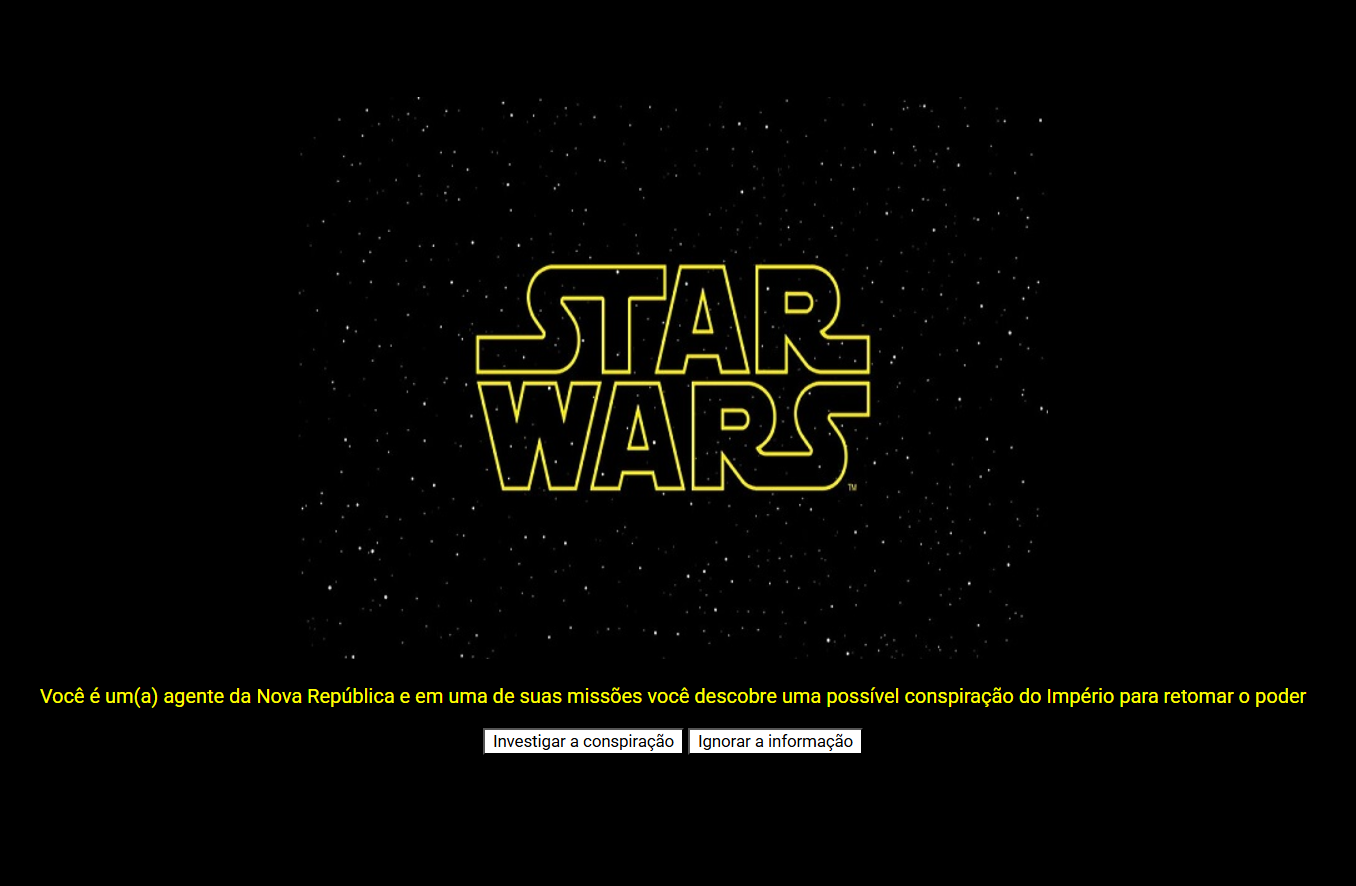 STAR
WARS
TM
Você é um(a) agente da Nova República e em uma de suas missões você descobre uma possível conspiração do Império para retomar o poder
Investigar a conspiração Ignorar a informação